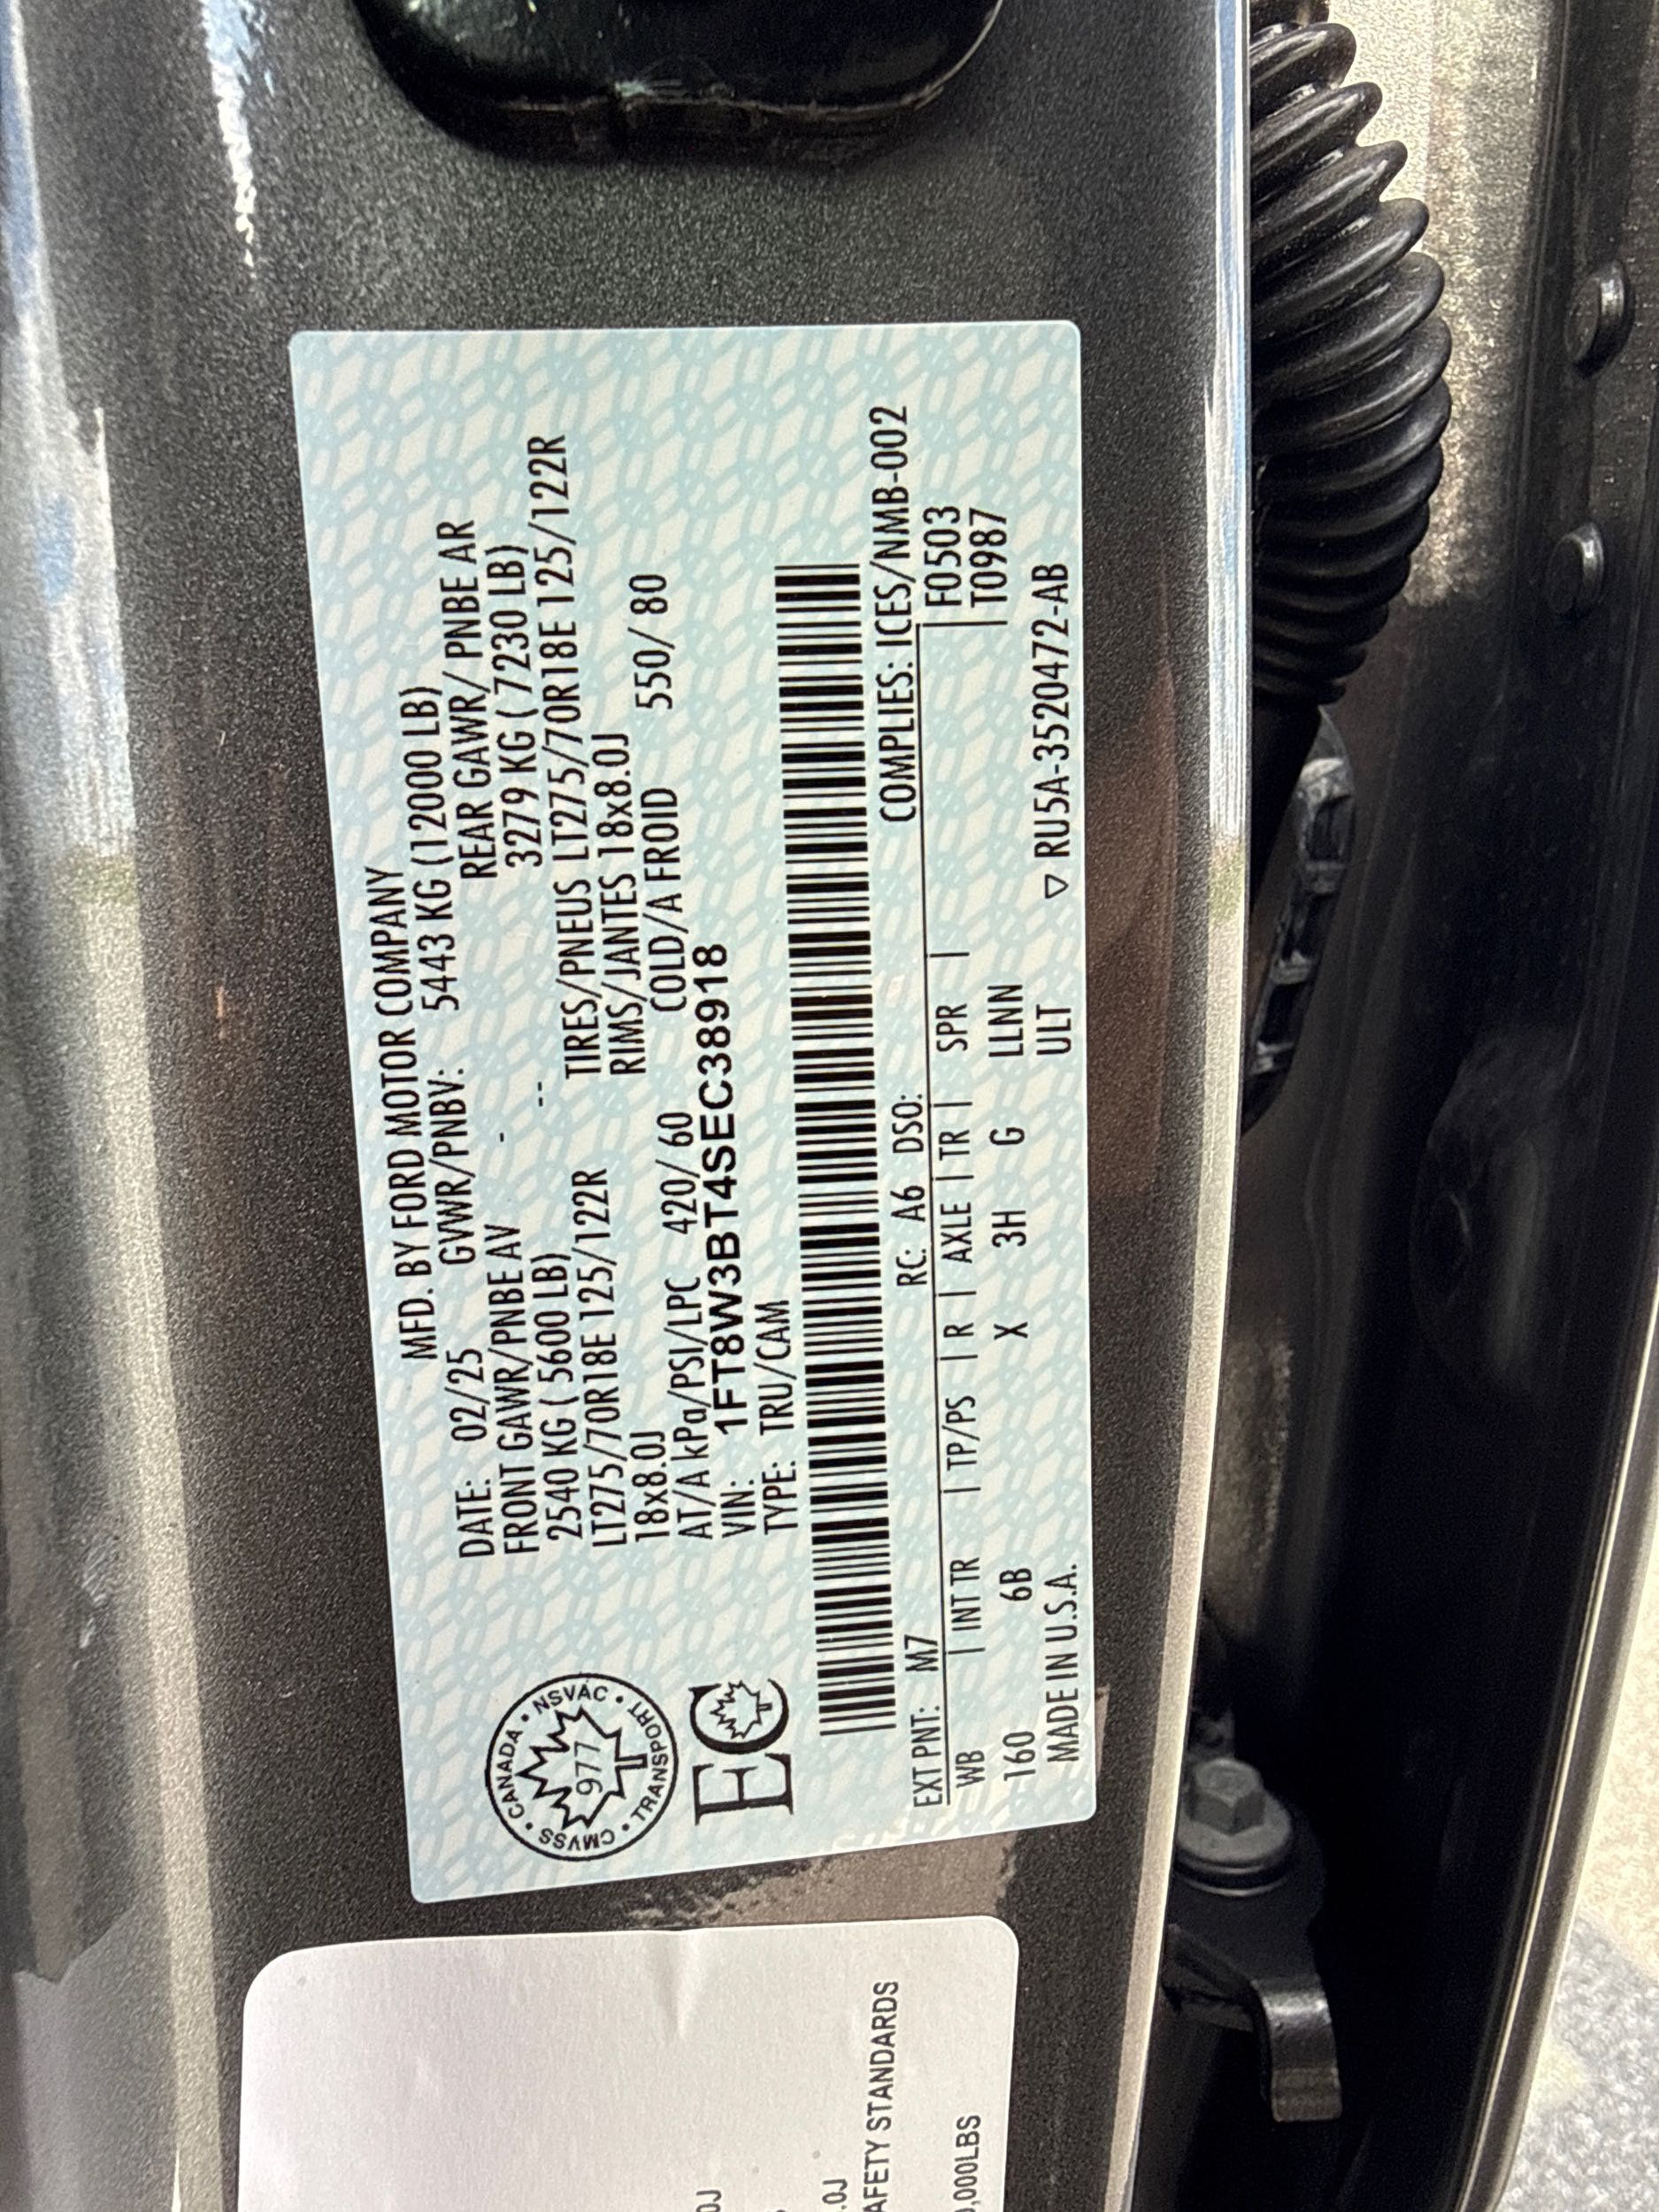 MFD. BY FORD MOTOR COMPANY
DATE: 02/25 GVWR/PNBV: 5443 KG (12000 LB)
FRONT GAWR/PNBE AV - REAR GAWR/ PNBE AR
2540 KG ( 5600 LB) -- 3279 KG ( 7230 LB)
LT275/70R18E 125/122R TIRES/PNEUS LT275/70R18E 125/122R
18x8.0J RIMS/JANTES 18x8.0J
AT/A kPa/PSI/LPC 420/ 60 COLD/A FROID 550/ 80
VIN: 1FT8W3BT4SEC38918
TYPE: TRU/CAM
CANADA • NSVAC • TRANSPORT • CMVSS •
977
EC
COMPLIES: ICES/NMB-002
EXT PNT: M7 RC: A6 DSO: F0503
WB | INT TR | TP/PS | R | AXLE | TR | SPR | T0987
160 6B X 3H G LLNN
ULT
MADE IN U.S.A. ▽ RU5A-3520472-AB
0J
.0J
AFETY STANDARDS
,000LBS